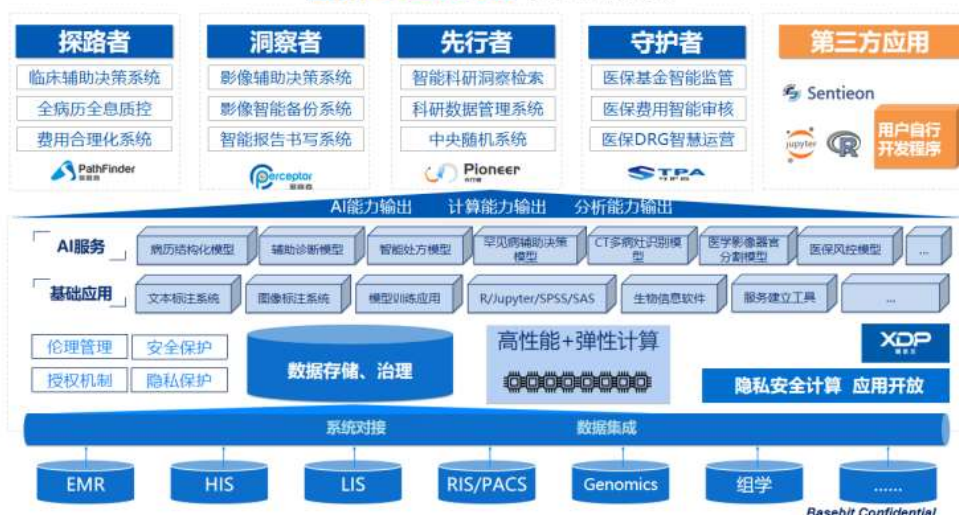 探路者
临床辅助决策系统
全病历全息质控
费用合理化系统
PathFinder
洞察者
影像辅助决策系统
影像智能备份系统
智能报告书写系统
Perceptor
先行者
智能科研洞察检索
科研数据管理系统
中央随机系统
Pioneer
守护者
医保基金智能监管
医保费用智能审核
医保DRG智慧运营
TPA
第三方应用
Sentieon
jupyter
R
用户自行
开发程序
AI能力输出 计算能力输出 分析能力输出
AI服务
病历结构化模型
辅助诊断模型
智能处方模型
罕见病辅助决策
模型
CT多病灶识别模
型
医学影像器官
分割模型
医保风控模型
...
基础应用
文本标注系统
图像标注系统
模型训练应用
R/Jupyter/SPSS/SAS
生物信息软件
服务建立工具
...
伦理管理
安全保护
授权机制
隐私保护
数据存储、治理
高性能+弹性计算
XDP
隐私安全计算 应用开放
系统对接 数据集成
EMR
HIS
LIS
RIS/PACS
Genomics
组学
......
Basebit Confidential